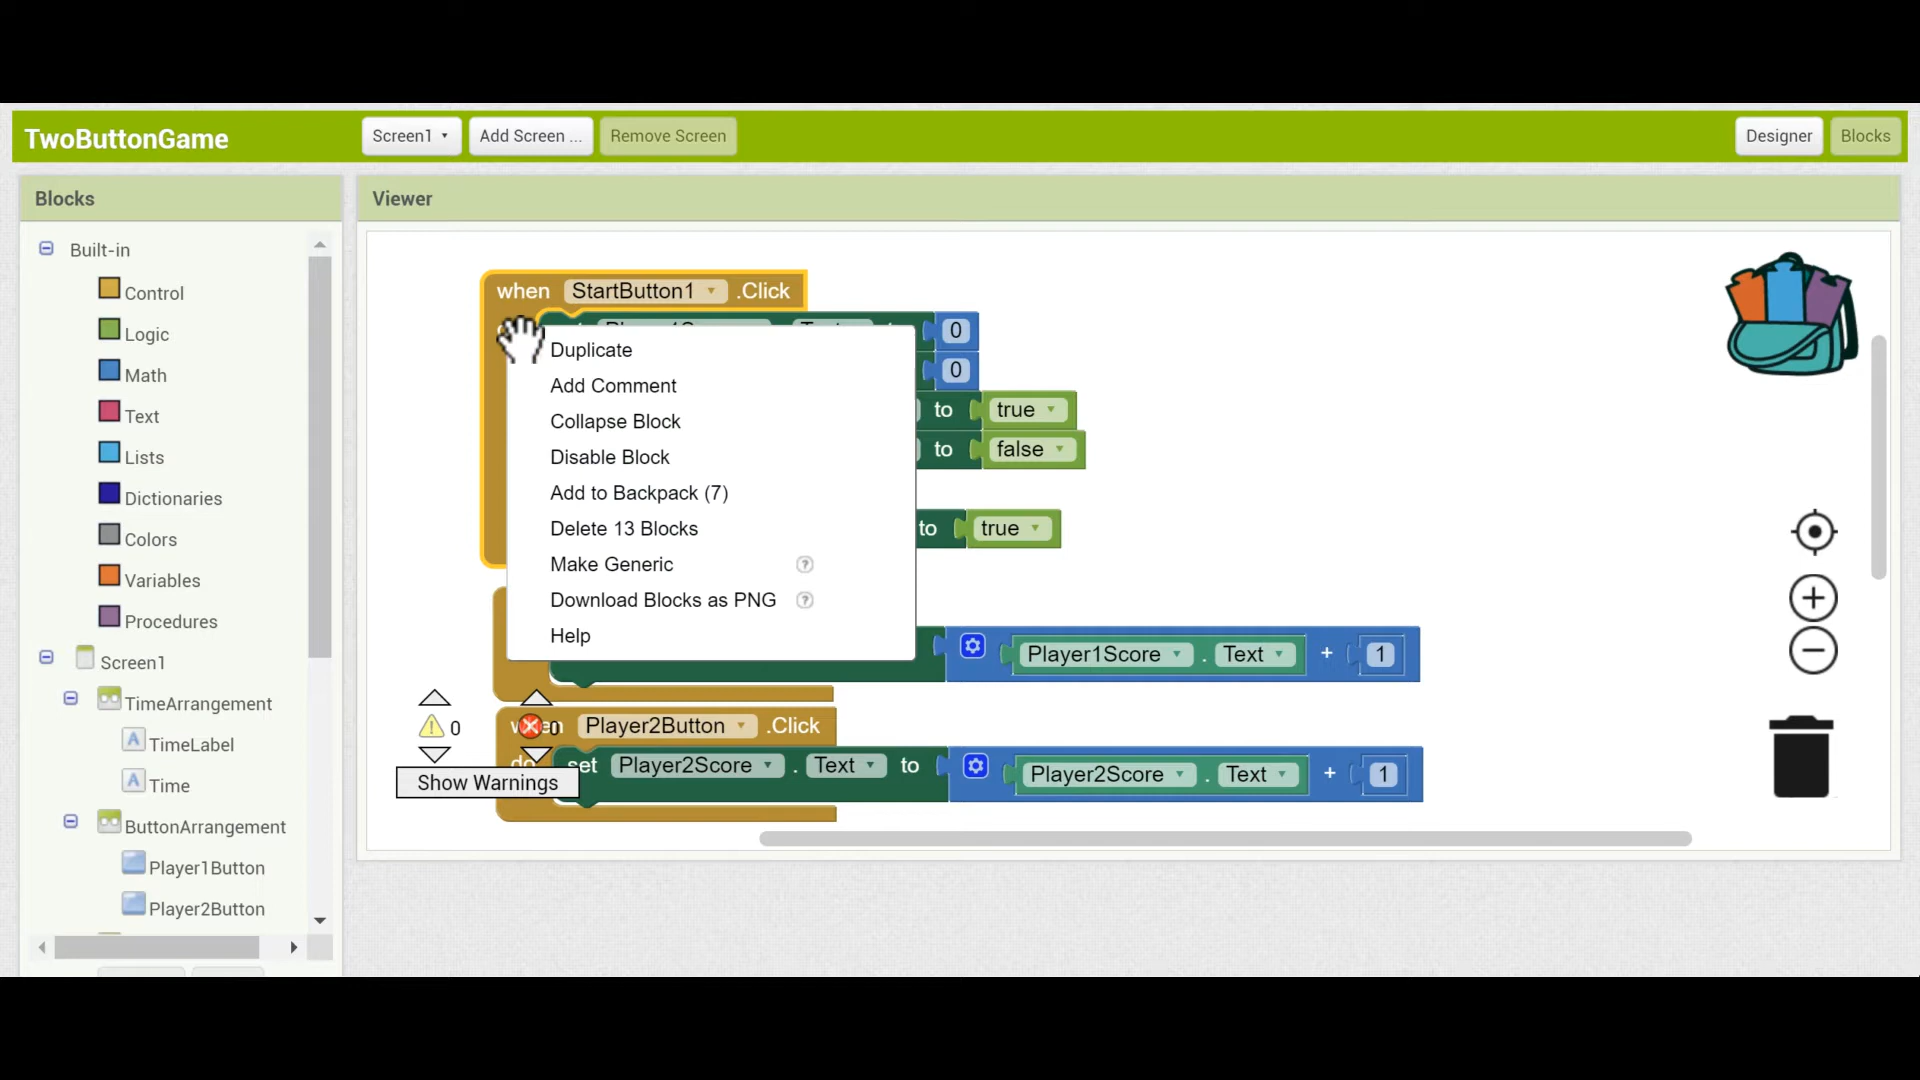 TwoButtonGame
Screen1
Add Screen ...
Remove Screen
Designer
Blocks
Blocks
Viewer
Built-in
Control
Logic
Math
Text
Lists
Dictionaries
Colors
Variables
Procedures
Screen1
TimeArrangement
TimeLabel
Time
ButtonArrangement
Player1Button
Player2Button
when StartButton1 .Click
0
0
to true
to false
to true
Duplicate
Add Comment
Collapse Block
Disable Block
Add to Backpack (7)
Delete 13 Blocks
Make Generic ?
Download Blocks as PNG ?
Help
Player1Score . Text + 1
when Player2Button .Click
do set Player2Score . Text to Player2Score . Text + 1
0
0
Show Warnings